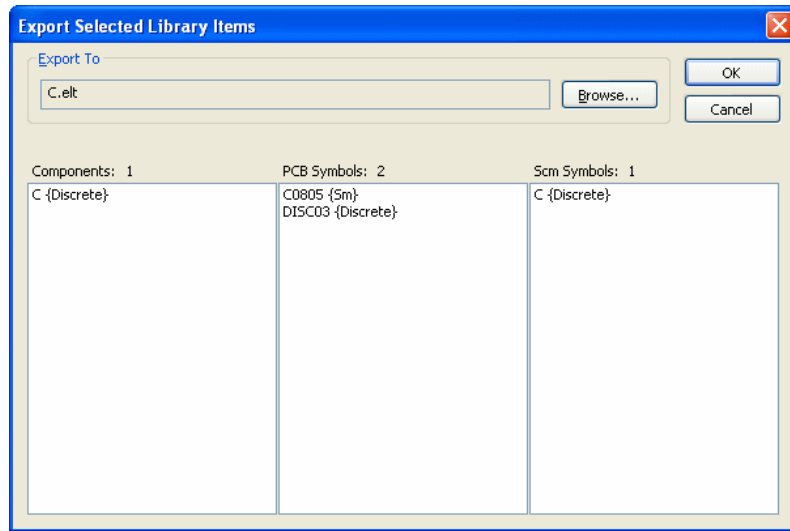 Export Selected Library Items
Export To
C.elt
Browse...
OK
Cancel
Components: 1
PCB Symbols: 2
Scm Symbols: 1
C {Discrete}
C0805 {Sm}
DISC03 {Discrete}
C {Discrete}